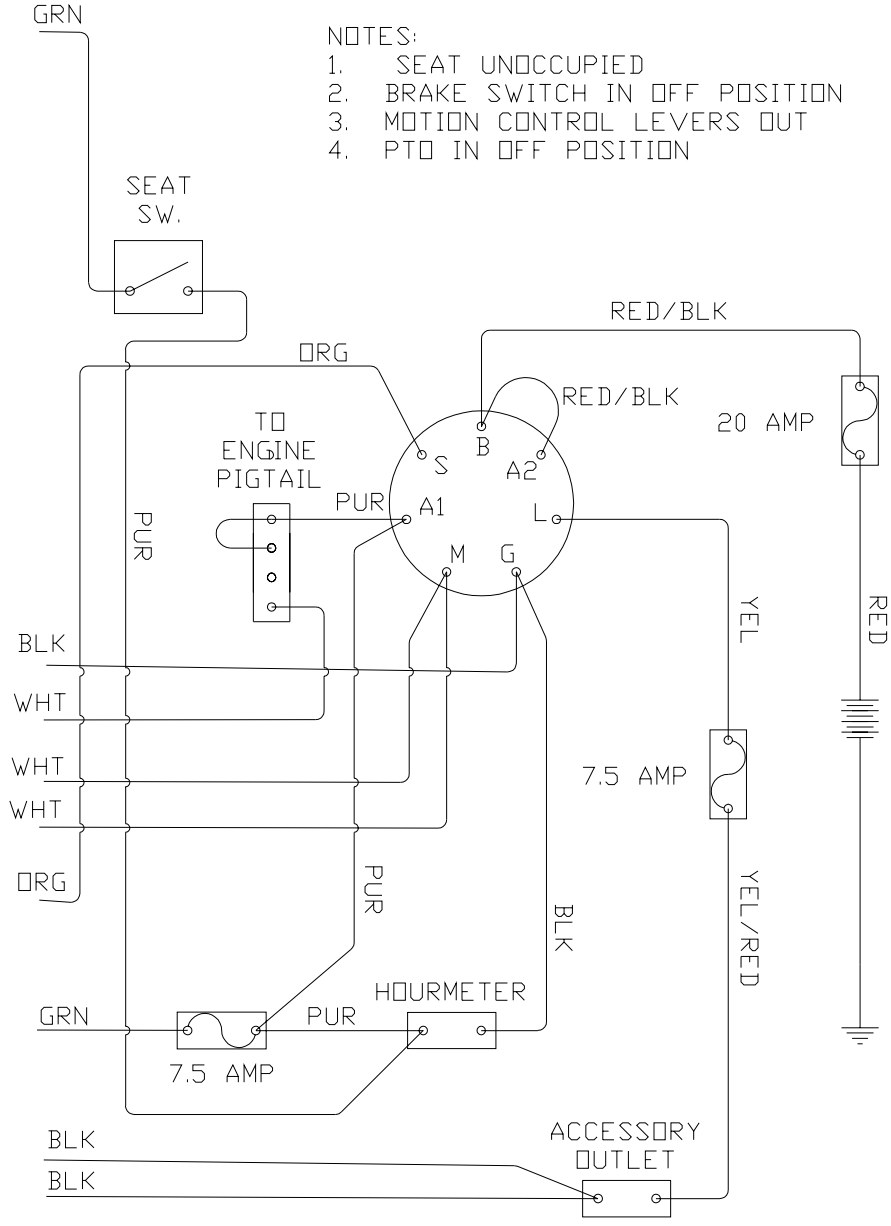 GRN
NOTES:
1. SEAT UNOCCUPIED
2. BRAKE SWITCH IN OFF POSITION
3. MOTION CONTROL LEVERS OUT
4. PTO IN OFF POSITION
SEAT
SW.
RED/BLK
ORG
RED/BLK
20 AMP
TO
ENGINE
PIGTAIL
B
S
A2
PUR
A1
L
PUR
M
G
YEL
RED
BLK
WHT
WHT
7.5 AMP
WHT
ORG
PUR
BLK
YEL/RED
HOURMETER
GRN
PUR
7.5 AMP
ACCESSORY
OUTLET
BLK
BLK